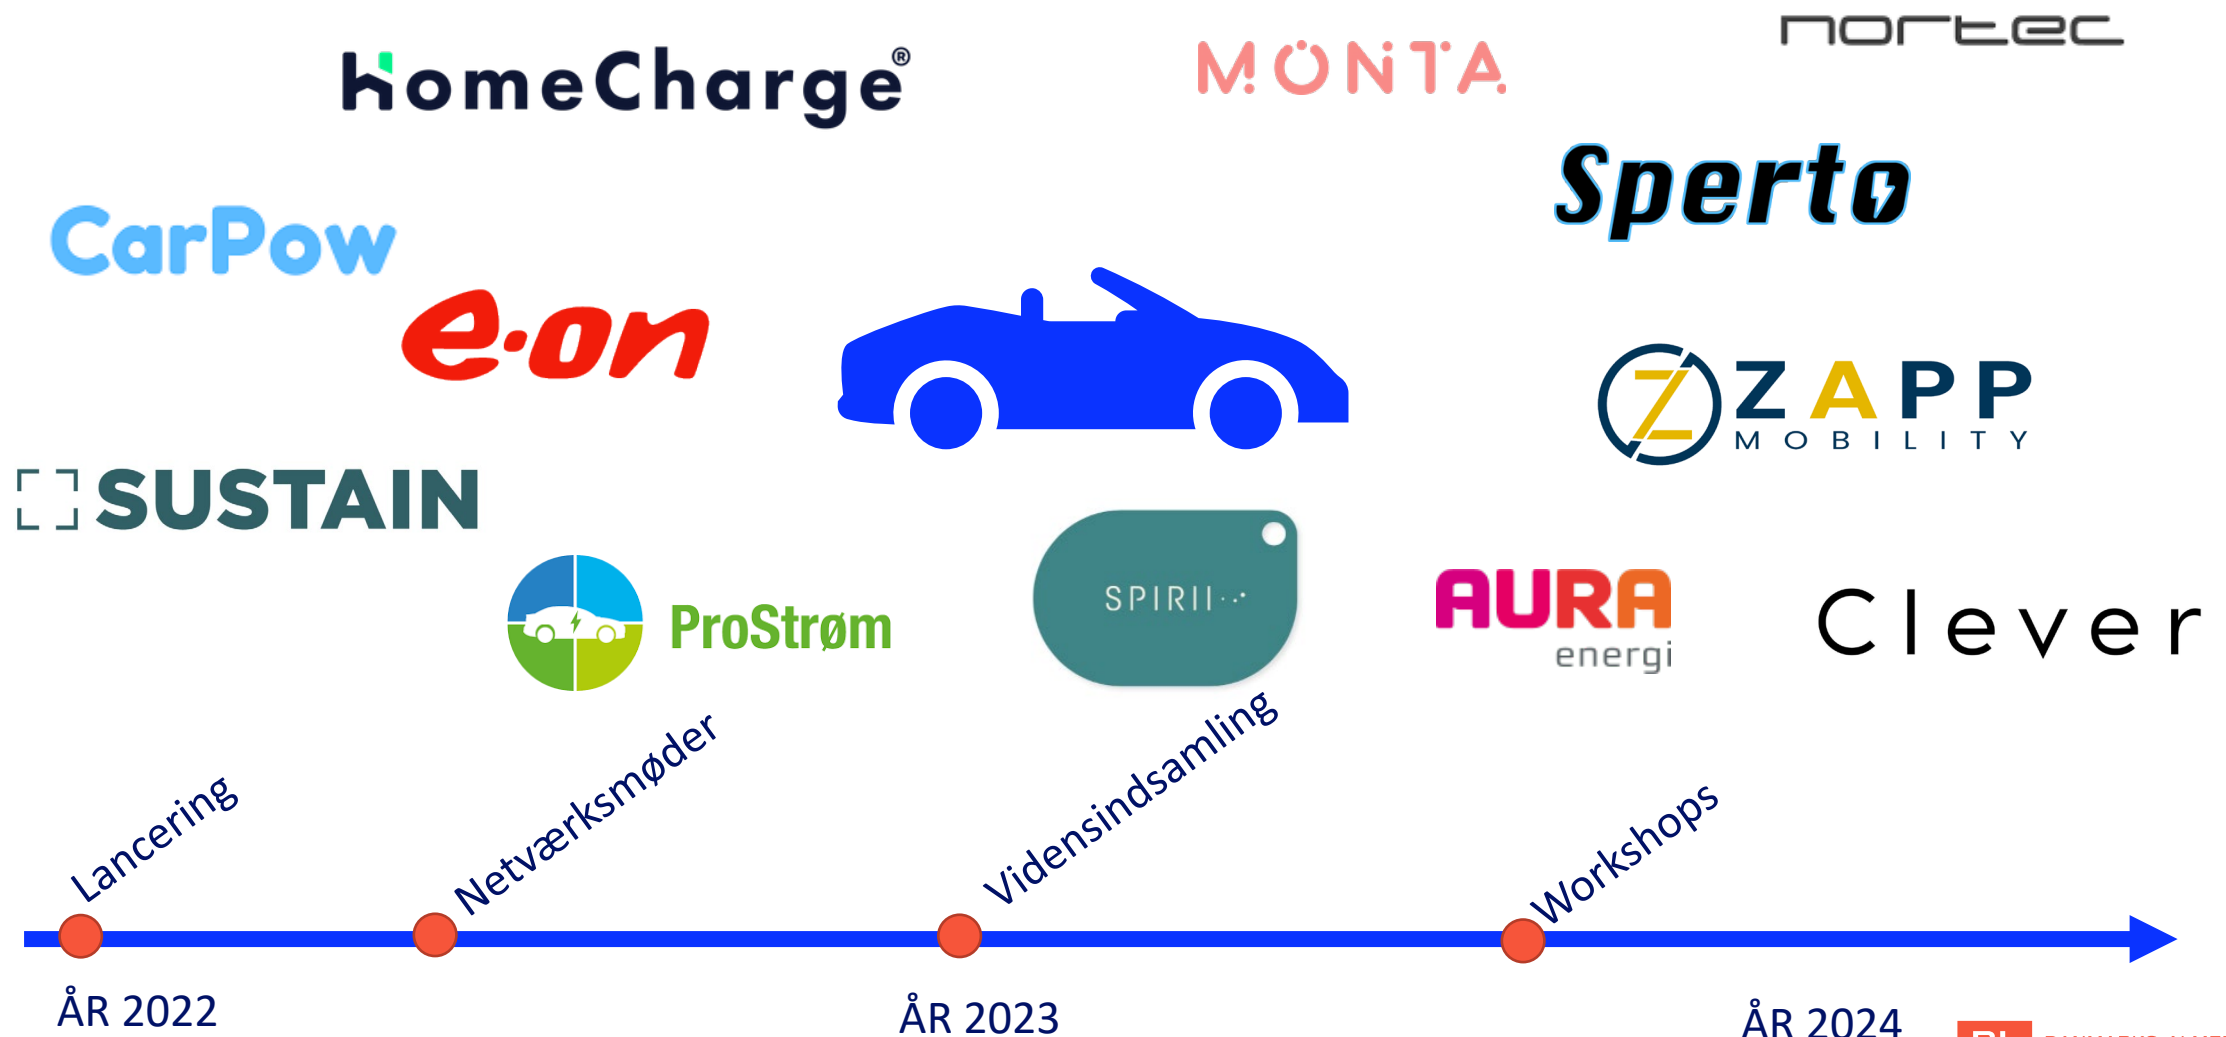 nortec
HomeCharge®
MONTA
Sperto
CarPow
e·on
ZAPP
MOBILITY
SUSTAIN
SPIRII
AURA
energi
Clever
ProStrøm
Lancering
Netværksmøder
Vidensindsamling
Workshops
ÅR 2022
ÅR 2023
ÅR 2024